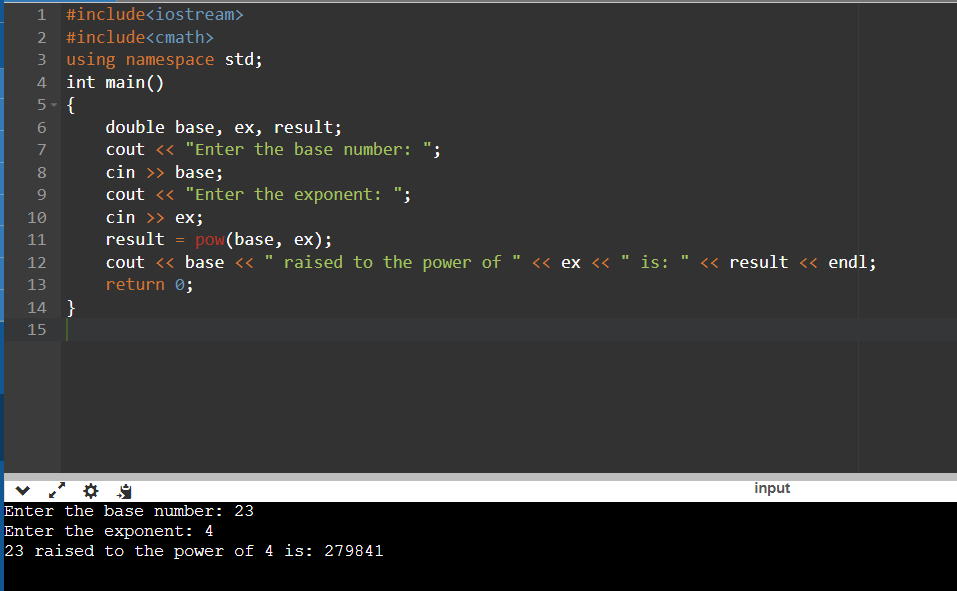 1 #include<iostream>
2 #include<cmath>
3 using namespace std;
4 int main()
5 {
6     double base, ex, result;
7     cout << "Enter the base number: ";
8     cin >> base;
9     cout << "Enter the exponent: ";
10     cin >> ex;
11     result = pow(base, ex);
12     cout << base << " raised to the power of " << ex << " is: " << result << endl;
13     return 0;
14 }
15
input
Enter the base number: 23
Enter the exponent: 4
23 raised to the power of 4 is: 279841